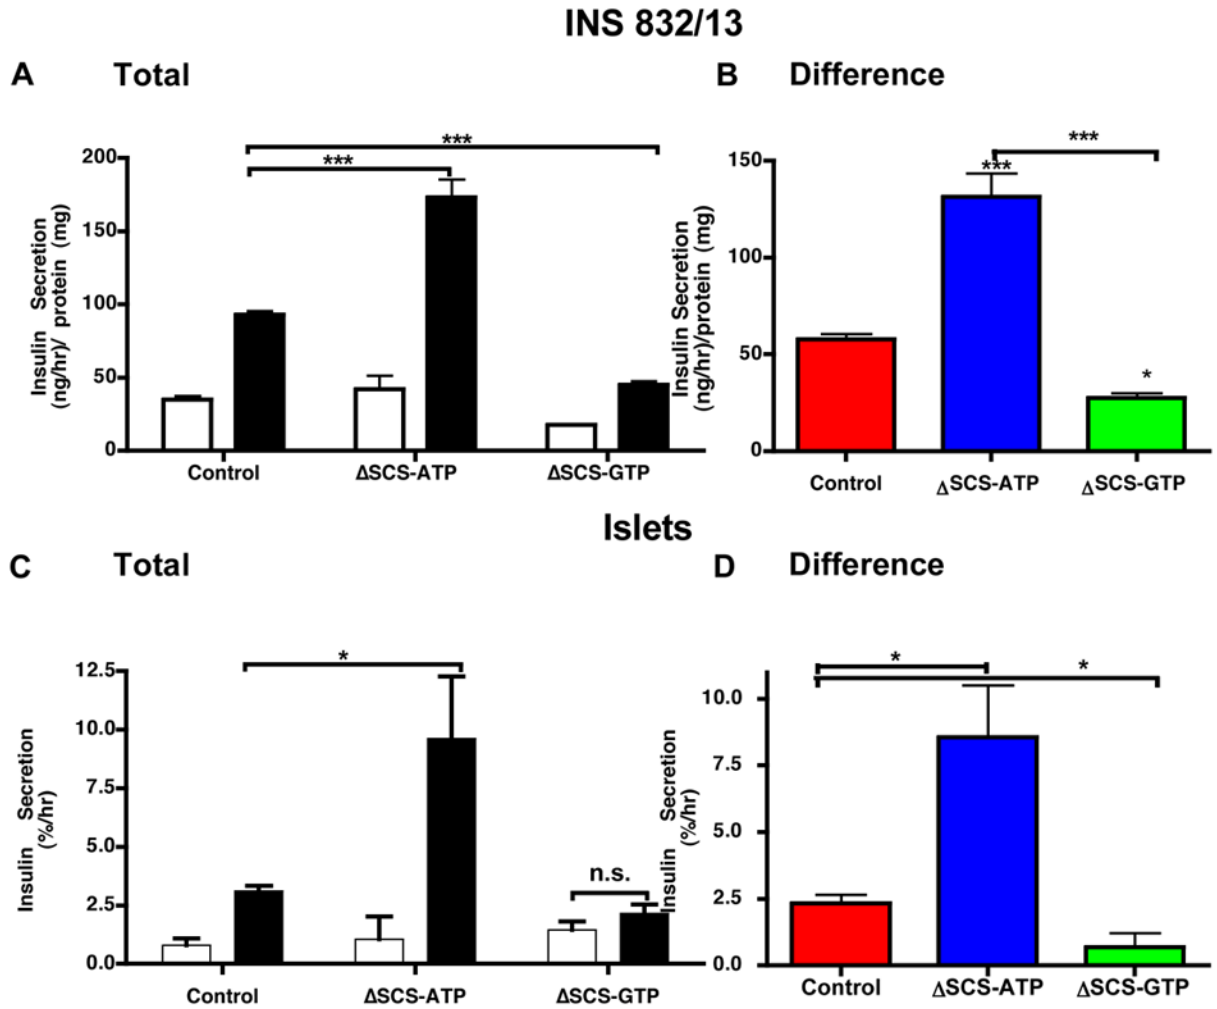 INS 832/13
A Total
B Difference
***
***
200
150
100
50
0
Insulin Secretion
(ng/hr)/ protein (mg)
Control
ΔSCS-ATP
ΔSCS-GTP
***
***
*
150
100
50
0
Insulin Secretion
(ng/hr)/protein (mg)
Control
ΔSCS-ATP
ΔSCS-GTP
Islets
C Total
D Difference
*
n.s.
12.5
10.0
7.5
5.0
2.5
0.0
Insulin Secretion
(%/hr)
Control
ΔSCS-ATP
ΔSCS-GTP
*
*
10.0
7.5
5.0
2.5
0.0
Insulin Secretion
(%/hr)
Control
ΔSCS-ATP
ΔSCS-GTP